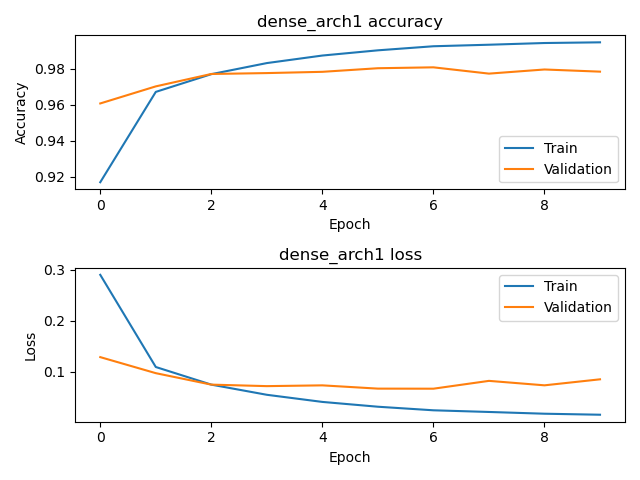 dense_arch1 accuracy
Accuracy
0.98
0.96
0.94
0.92
Train
Validation
0 2 4 6 8
Epoch
dense_arch1 loss
Loss
0.3
0.2
0.1
Train
Validation
0 2 4 6 8
Epoch